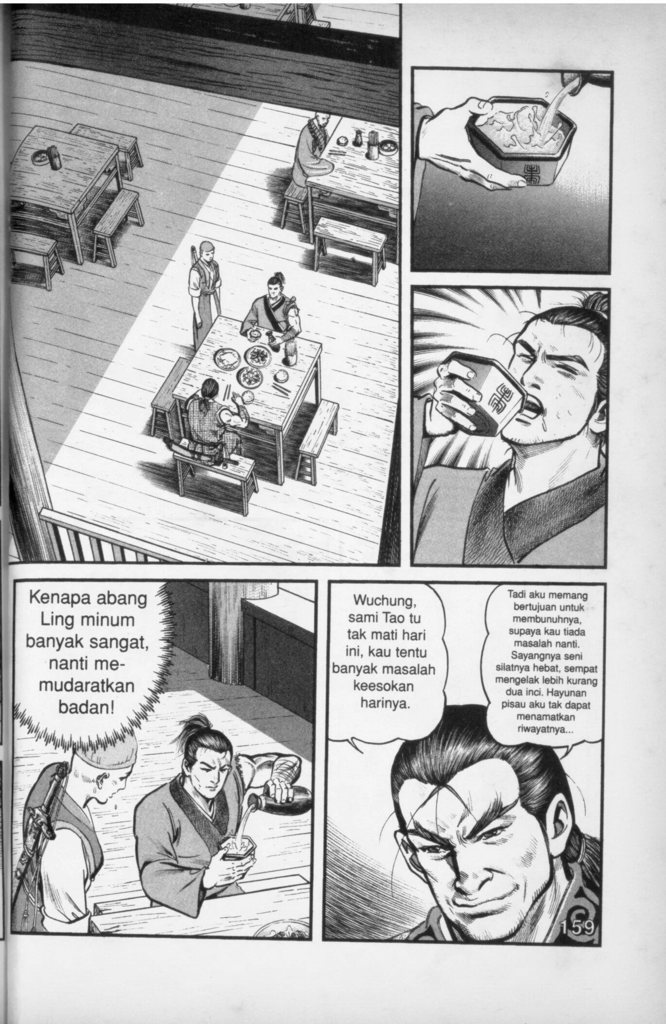 Kenapa abang
Ling minum
banyak sangat,
nanti me-
mudaratkan
badan!
Wuchung,
sami Tao tu
tak mati hari
ini, kau tentu
banyak masalah
keesokan
harinya.
Tadi aku memang
bertujuan untuk
membunuhnya,
supaya kau tiada
masalah nanti.
Sayangnya seni
silatnya hebat, sempat
mengelak lebih kurang
dua inci. Hayunan
pisau aku tak dapat
menamatkan
riwayatnya...
159